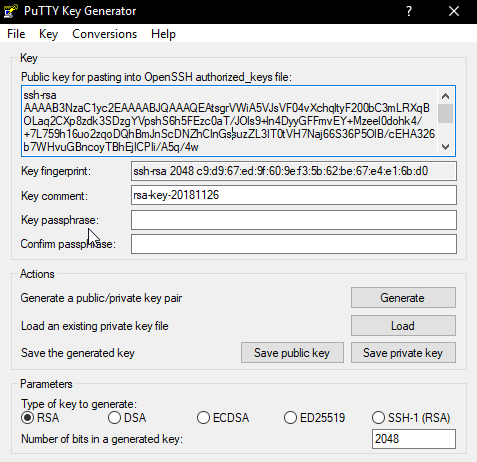 PuTTY Key Generator
File Key Conversions Help
Key
Public key for pasting into OpenSSH authorized_keys file:
ssh-rsa
AAAAB3NzaC1yc2EAAAABJQAAAQEAtsgrVWiA5VJsVF04vXchqltyF200bC3mLRXqB
OLaq2CXp8zdk3SDzgYVpshS6h5FEzc0aT/JOls9+ln4DyyGFFmvEY+Mzeel0dohk4/
+7L759h16uo2zqoDQhBmJnScDNZhClnGsuzZL3IT0tVH7Naj66S36P5OlB/cEHA326
b7WHvuGBncoyTBhEjlCPli/A5q/4w
Key fingerprint: ssh-rsa 2048 c9:d9:67:ed:9f:60:9e:f3:5b:62:be:67:e4:e1:6b:d0
Key comment: rsa-key-20181126
Key passphrase:
Confirm passphrase:
Actions
Generate a public/private key pair Generate
Load an existing private key file Load
Save the generated key Save public key Save private key
Parameters
Type of key to generate:
RSA DSA ECDSA ED25519 SSH-1 (RSA)
Number of bits in a generated key: 2048